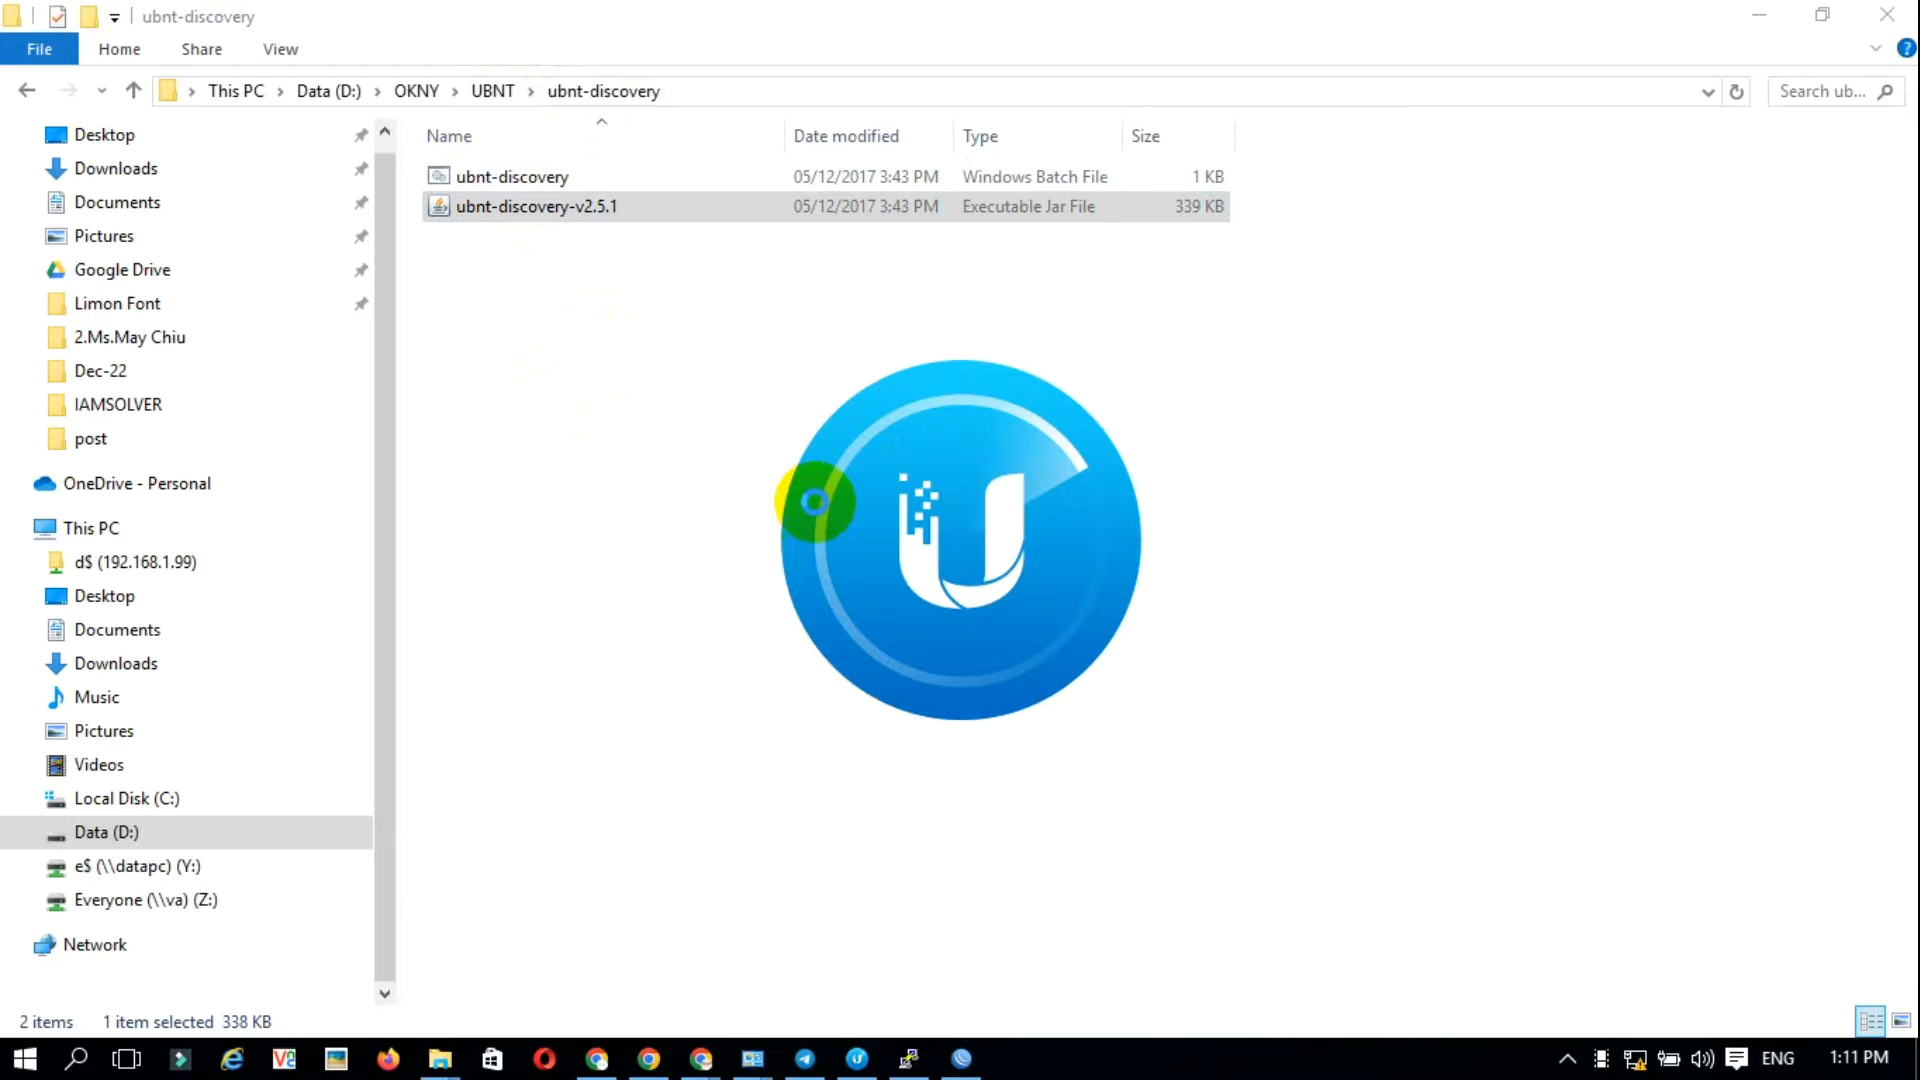 ubnt-discovery
File Home Share View
This PC Data (D:) OKNY UBNT ubnt-discovery Search ub...
Name Date modified Type Size
ubnt-discovery 05/12/2017 3:43 PM Windows Batch File 1 KB
ubnt-discovery-v2.5.1 05/12/2017 3:43 PM Executable Jar File 339 KB
Desktop
Downloads
Documents
Pictures
Google Drive
Limon Font
2.Ms.May Chiu
Dec-22
IAMSOLVER
post
OneDrive - Personal
This PC
d$ (192.168.1.99)
Desktop
Documents
Downloads
Music
Pictures
Videos
Local Disk (C:)
Data (D:)
e$ (\\datapc) (Y:)
Everyone (\\va) (Z:)
Network
2 items 1 item selected 338 KB
ENG 1:11 PM